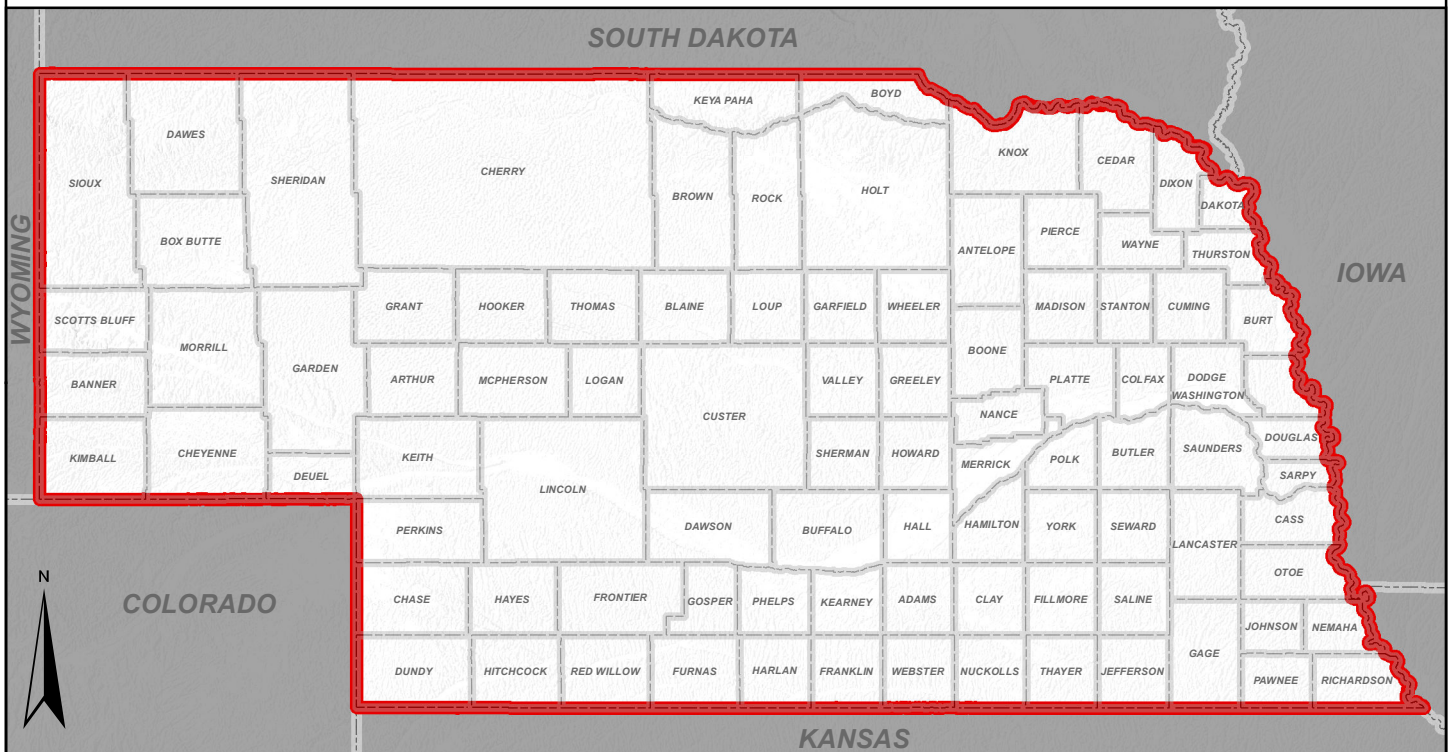 SOUTH DAKOTA
KEYA PAHA
BOYD
DAWES
KNOX
CEDAR
SIOUX
SHERIDAN
CHERRY
BROWN
ROCK
HOLT
DIXON
DAKOTA
BOX BUTTE
ANTELOPE
PIERCE
WAYNE
THURSTON
WYOMING
IOWA
SCOTTS BLUFF
GRANT
HOOKER
THOMAS
BLAINE
LOUP
GARFIELD
WHEELER
MADISON
STANTON
CUMING
BURT
MORRILL
BOONE
BANNER
GARDEN
ARTHUR
MCPHERSON
LOGAN
VALLEY
GREELEY
PLATTE
COLFAX
DODGE
WASHINGTON
CUSTER
NANCE
KIMBALL
CHEYENNE
KEITH
SHERMAN
HOWARD
MERRICK
POLK
BUTLER
SAUNDERS
DOUGLAS
DEUEL
LINCOLN
SARPY
PERKINS
DAWSON
BUFFALO
HALL
HAMILTON
YORK
SEWARD
LANCASTER
CASS
OTOE
N
COLORADO
CHASE
HAYES
FRONTIER
GOSPER
PHELPS
KEARNEY
ADAMS
CLAY
FILLMORE
SALINE
JOHNSON
NEMAHA
GAGE
DUNDY
HITCHCOCK
RED WILLOW
FURNAS
HARLAN
FRANKLIN
WEBSTER
NUCKOLLS
THAYER
JEFFERSON
PAWNEE
RICHARDSON
KANSAS